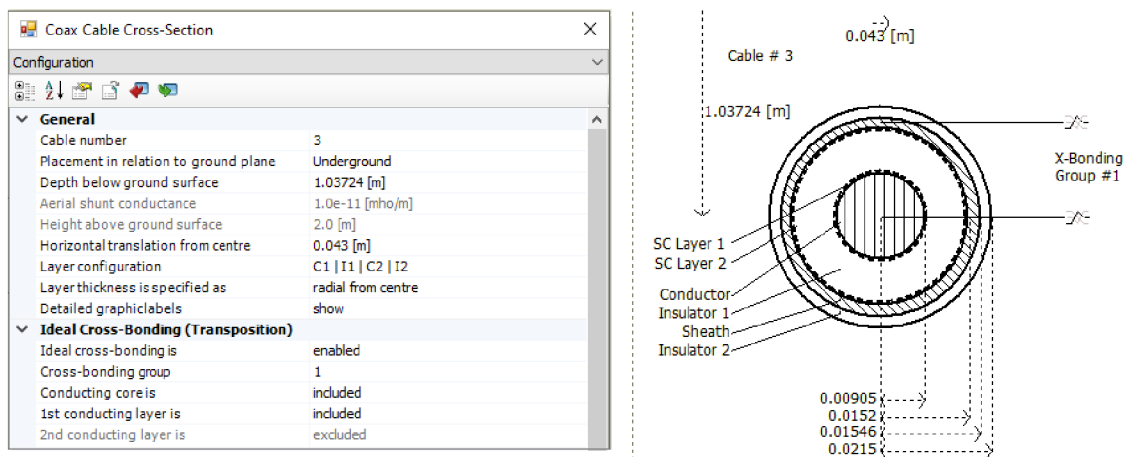 Coax Cable Cross-Section
Configuration
General
Cable number 3
Placement in relation to ground plane Underground
Depth below ground surface 1.03724 [m]
Aerial shunt conductance 1.0e-11 [mho/m]
Height above ground surface 2.0 [m]
Horizontal translation from centre 0.043 [m]
Layer configuration C1 | I1 | C2 | I2
Layer thickness is specified as radial from centre
Detailed graphic labels show
Ideal Cross-Bonding (Transposition)
Ideal cross-bonding is enabled
Cross-bonding group 1
Conducting core is included
1st conducting layer is included
2nd conducting layer is excluded
0.043 [m]
Cable # 3
1.03724 [m]
X-Bonding
Group #1
SC Layer 1
SC Layer 2
Conductor
Insulator 1
Sheath
Insulator 2
0.00905
0.0152
0.01546
0.0215